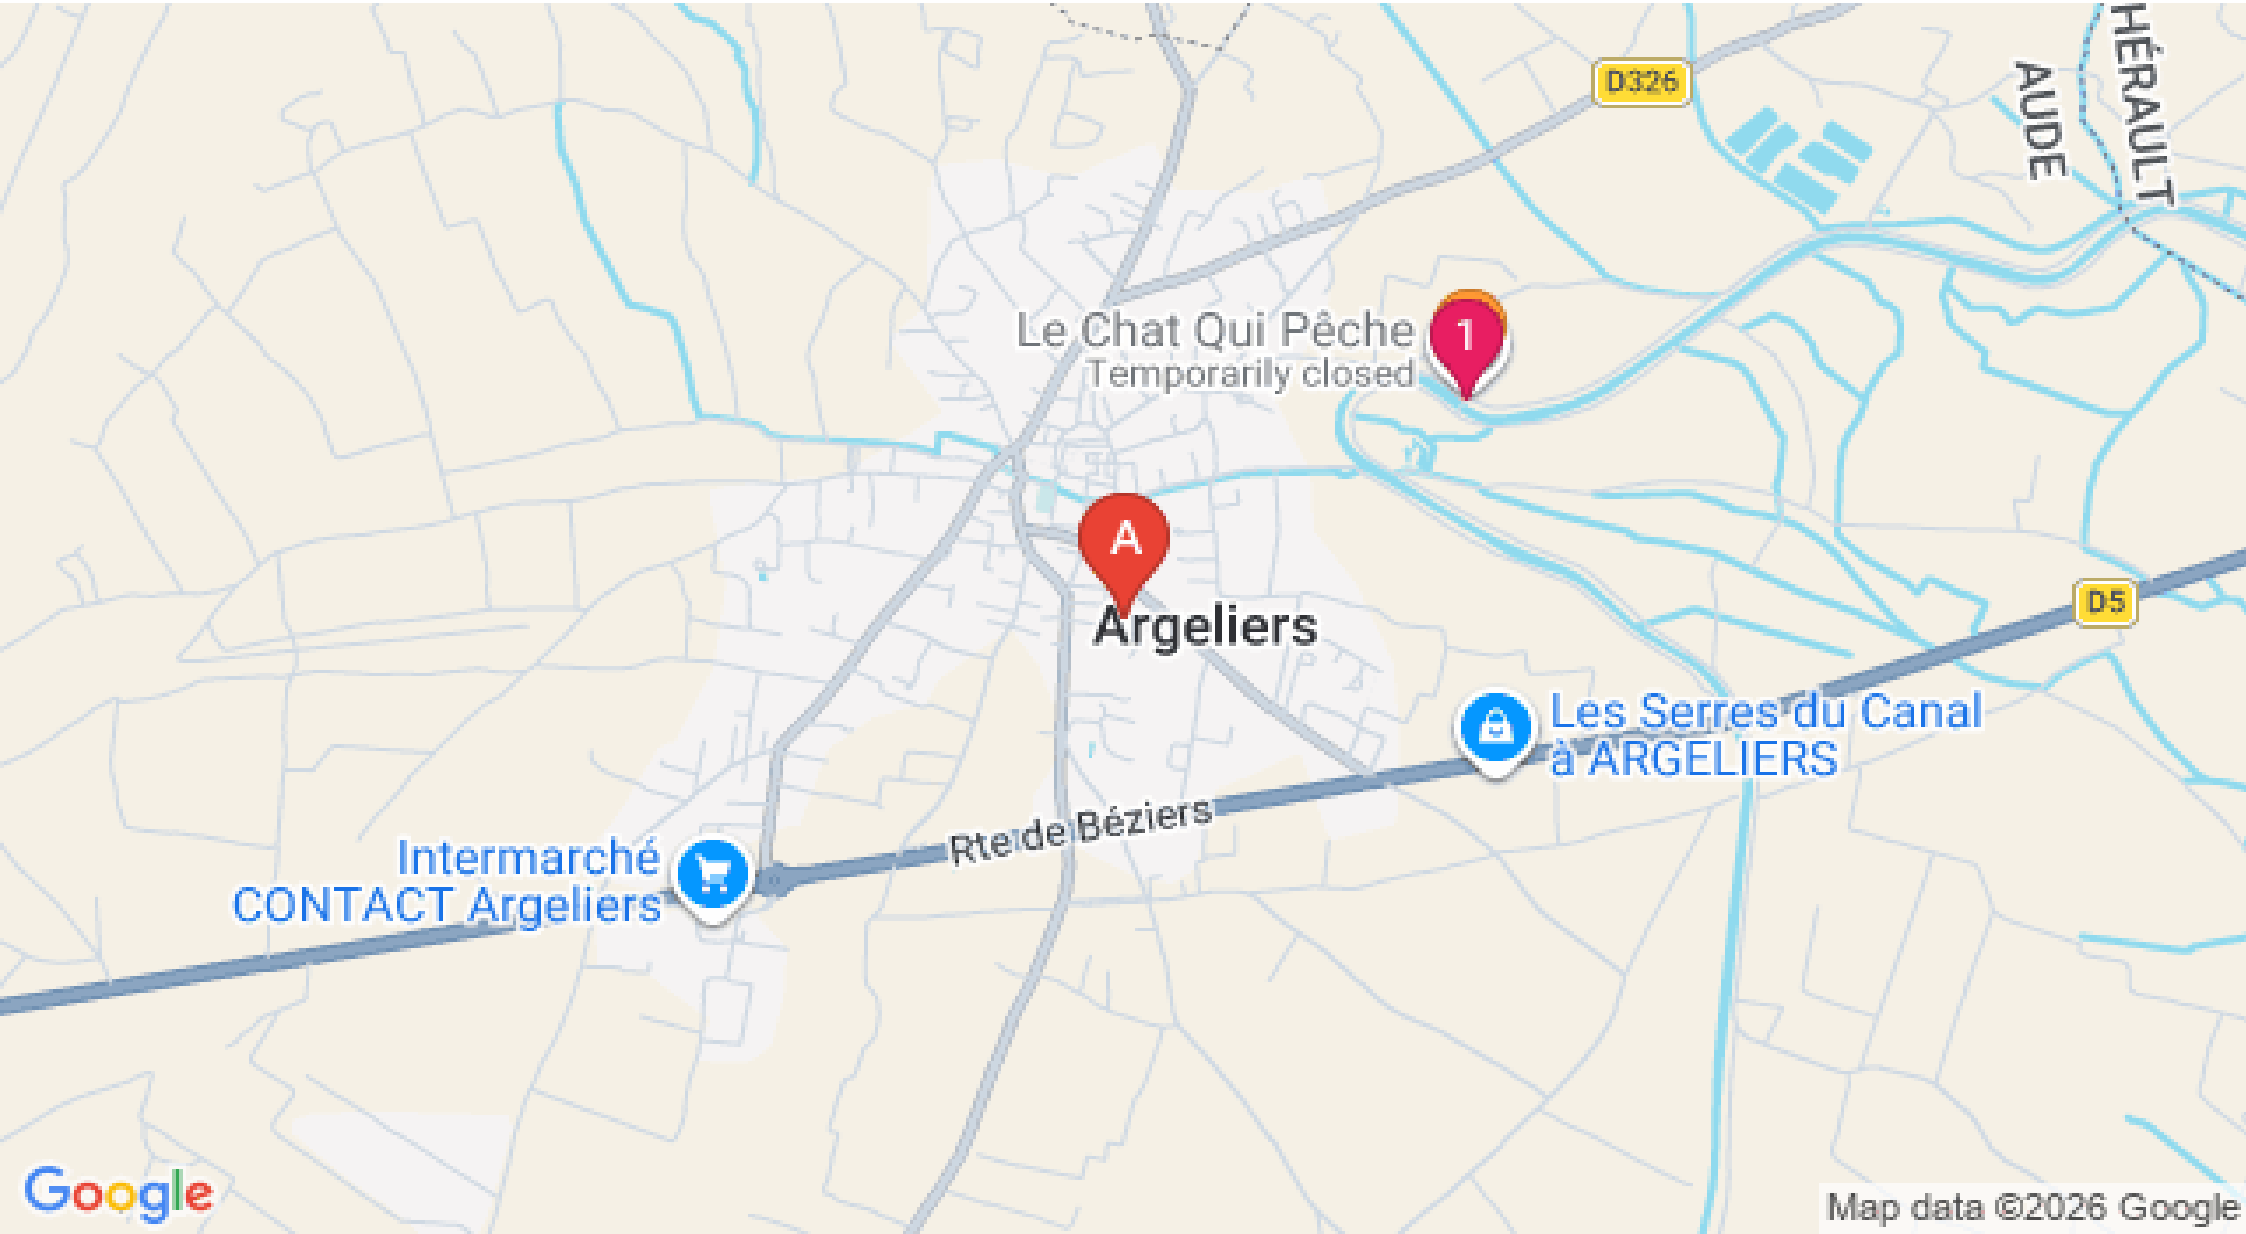 D326
HÉRAULT
AUDE
Le Chat Qui Pêche
Temporarily closed
1
A
Argeliers
D5
Les Serres du Canal
à ARGELIERS
Rte de Béziers
Intermarché
CONTACT Argeliers
Google
Map data ©2026 Google